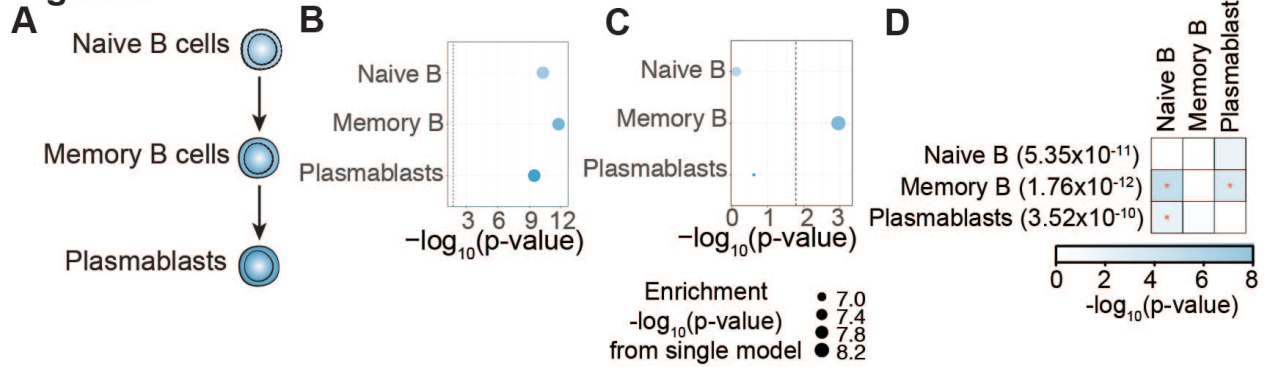 A
Naive B cells
Memory B cells
Plasmablasts
B
Naive B
Memory B
Plasmablasts
3 6 9 12
−log10(p-value)
C
Naive B
Memory B
Plasmablasts
0 1 2 3
−log10(p-value)
Enrichment
-log10(p-value)
from single model
7.0
7.4
7.8
8.2
D
Naive B
Memory B
Plasmablast
Naive B (5.35x10-11)
Memory B (1.76x10-12)
Plasmablasts (3.52x10-10)
* *
*
0 2 4 6 8
-log10(p-value)